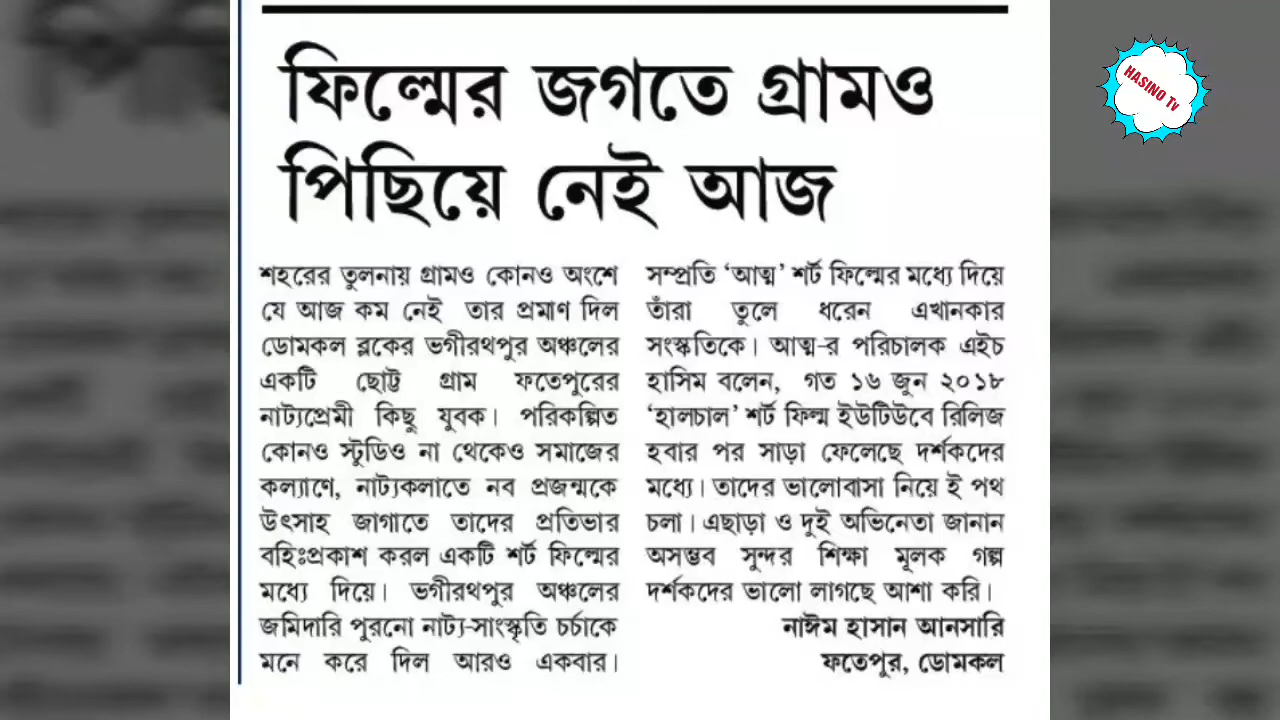 ফিল্মের জগতে গ্রামও
পিছিয়ে নেই আজ
শহরের তুলনায় গ্রামও কোনও অংশে
যে আজ কম নেই তার প্রমাণ দিল
ডোমকল ব্লকের ভগীরথপুর অঞ্চলের
একটি ছোট্ট গ্রাম ফতেপুরের
নাট্যপ্রেমী কিছু যুবক। পরিকল্পিত
কোনও স্টুডিও না থেকেও সমাজের
কল্যাণে, নাট্যকলাতে নব প্রজন্মকে
উৎসাহ জাগাতে তাদের প্রতিভার
বহিঃপ্রকাশ করল একটি শর্ট ফিল্মের
মধ্যে দিয়ে। ভগীরথপুর অঞ্চলের
জমিদারি পুরনো নাট্য-সাংস্কৃতি চর্চাকে
মনে করে দিল আরও একবার।
সম্প্রতি ‘আত্ম’ শর্ট ফিল্মের মধ্যে দিয়ে
তাঁরা তুলে ধরেন এখানকার
সংস্কৃতিকে। আত্ম-র পরিচালক এইচ
হাসিম বলেন, গত ১৬ জুন ২০১৮
‘হালচাল’ শর্ট ফিল্ম ইউটিউবে রিলিজ
হবার পর সাড়া ফেলেছে দর্শকদের
মধ্যে। তাদের ভালোবাসা নিয়ে ই পথ
চলা। এছাড়া ও দুই অভিনেতা জানান
অসম্ভব সুন্দর শিক্ষা মূলক গল্প
দর্শকদের ভালো লাগছে আশা করি।
নাঈম হাসান আনসারি
ফতেপুর, ডোমকল
HASINO Tv